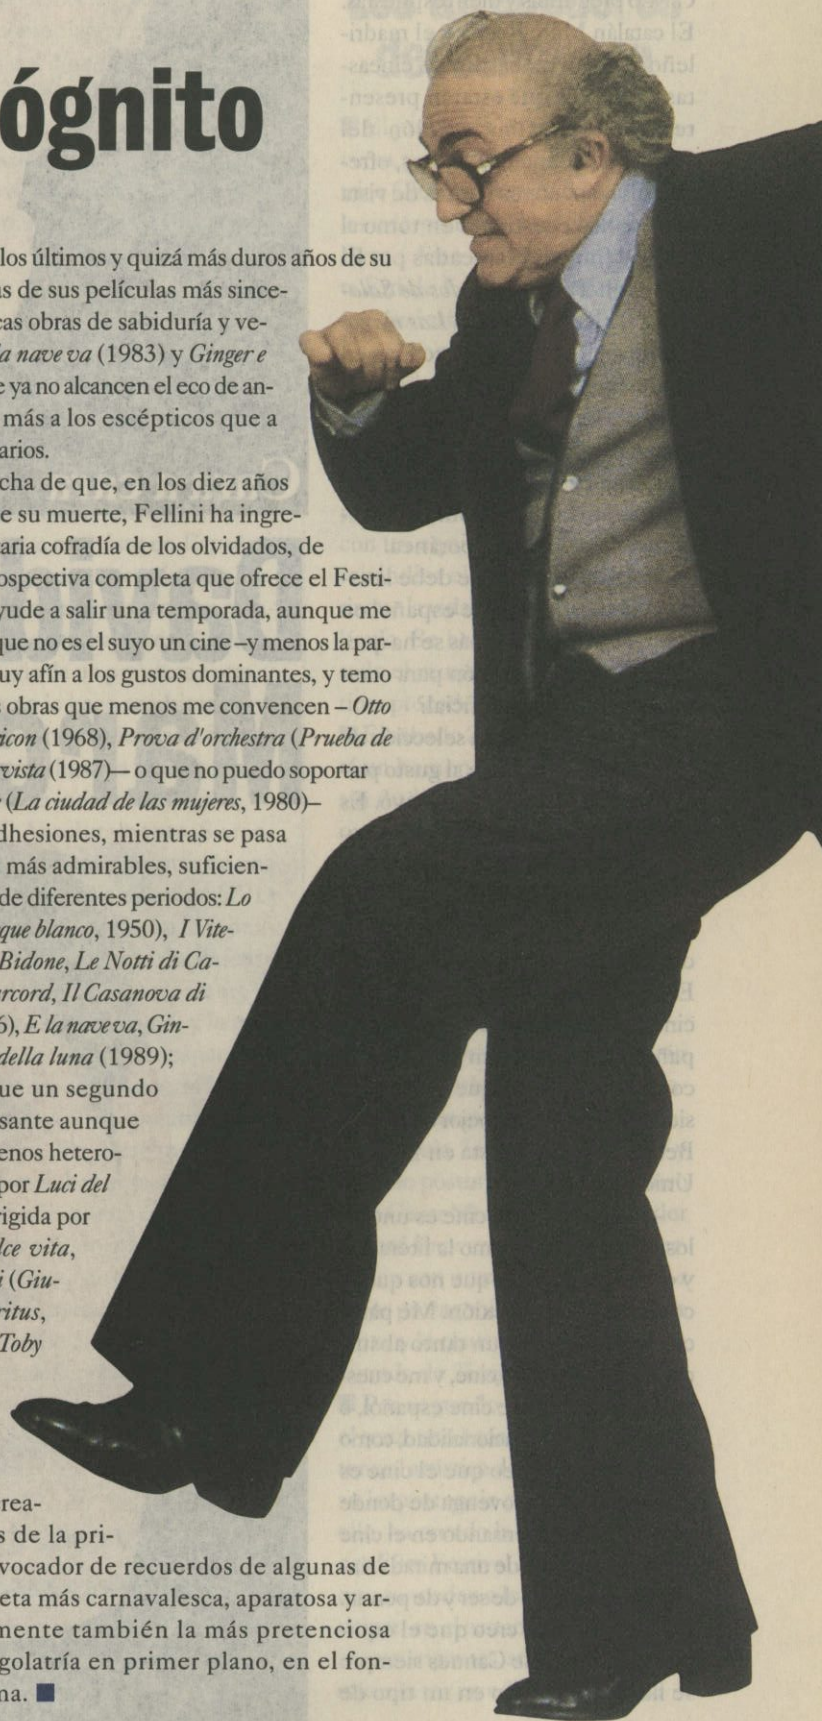 ógnito
los últimos y quizá más duros años de su
as de sus películas más since-
cas obras de sabiduría y ve-
la nave va (1983) y Ginger e
e ya no alcancen el eco de an-
más a los escépticos que a
arios.
cha de que, en los diez años
e su muerte, Fellini ha ingre-
aria cofradía de los olvidados, de
ospectiva completa que ofrece el Festi-
yude a salir una temporada, aunque me
que no es el suyo un cine –y menos la par-
uy afín a los gustos dominantes, y temo
s obras que menos me convencen – Otto
icon (1968), Prova d'orchestra (Prueba de
vista (1987)– o que no puedo soportar
e (La ciudad de las mujeres, 1980)–
dhesiones, mientras se pasa
más admirables, suficien-
de diferentes periodos: Lo
que blanco, 1950), I Vite-
Bidone, Le Notti di Ca-
rcord, Il Casanova di
6), E la nave va, Gin-
della luna (1989);
ue un segundo
sante aunque
enos hetero-
por Luci del
rigida por
lce vita,
i (Giu-
ritus,
Toby
rea-
s de la pri-
vocador de recuerdos de algunas de
eta más carnavalesca, aparatosa y ar-
mente también la más pretenciosa
golatría en primer plano, en el fon-
na.